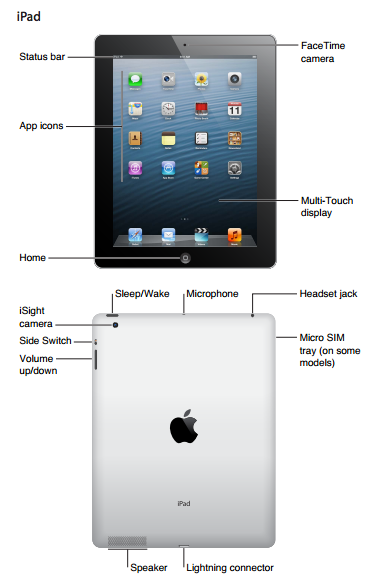 iPad
Status bar
FaceTime
camera
App icons
11
Multi-Touch
display
Home
Sleep/Wake
Microphone
Headset jack
iSight
camera
Side Switch
Volume
up/down
Micro SIM
tray (on some
models)
iPad
Speaker
Lightning connector